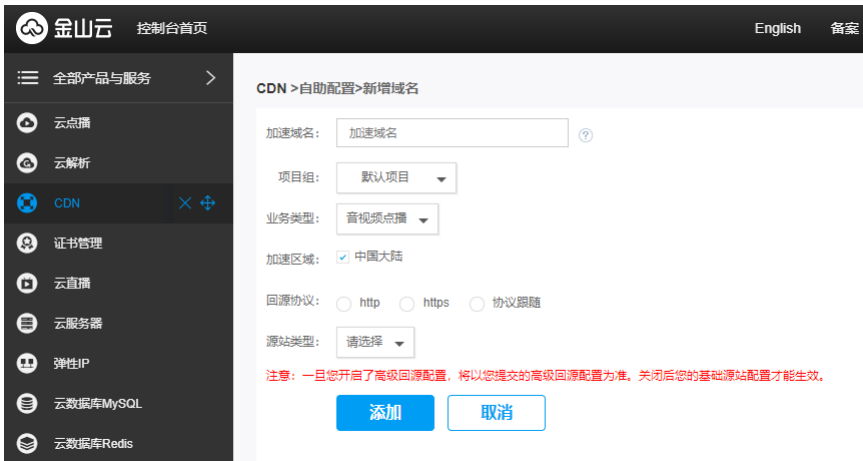 金山云 控制台首页 English 备案
全部产品与服务
云点播
云解析
CDN
证书管理
云直播
云服务器
弹性IP
云数据库MySQL
云数据库Redis
CDN >自助配置>新增域名
加速域名: 加速域名 ?
项目组: 默认项目
业务类型: 音视频点播
加速区域: 中国大陆
回源协议: http https 协议跟随
源站类型: 请选择
注意：一旦您开启了高级回源配置，将以您提交的高级回源配置为准。关闭后您的基础源站配置才能生效。
添加 取消